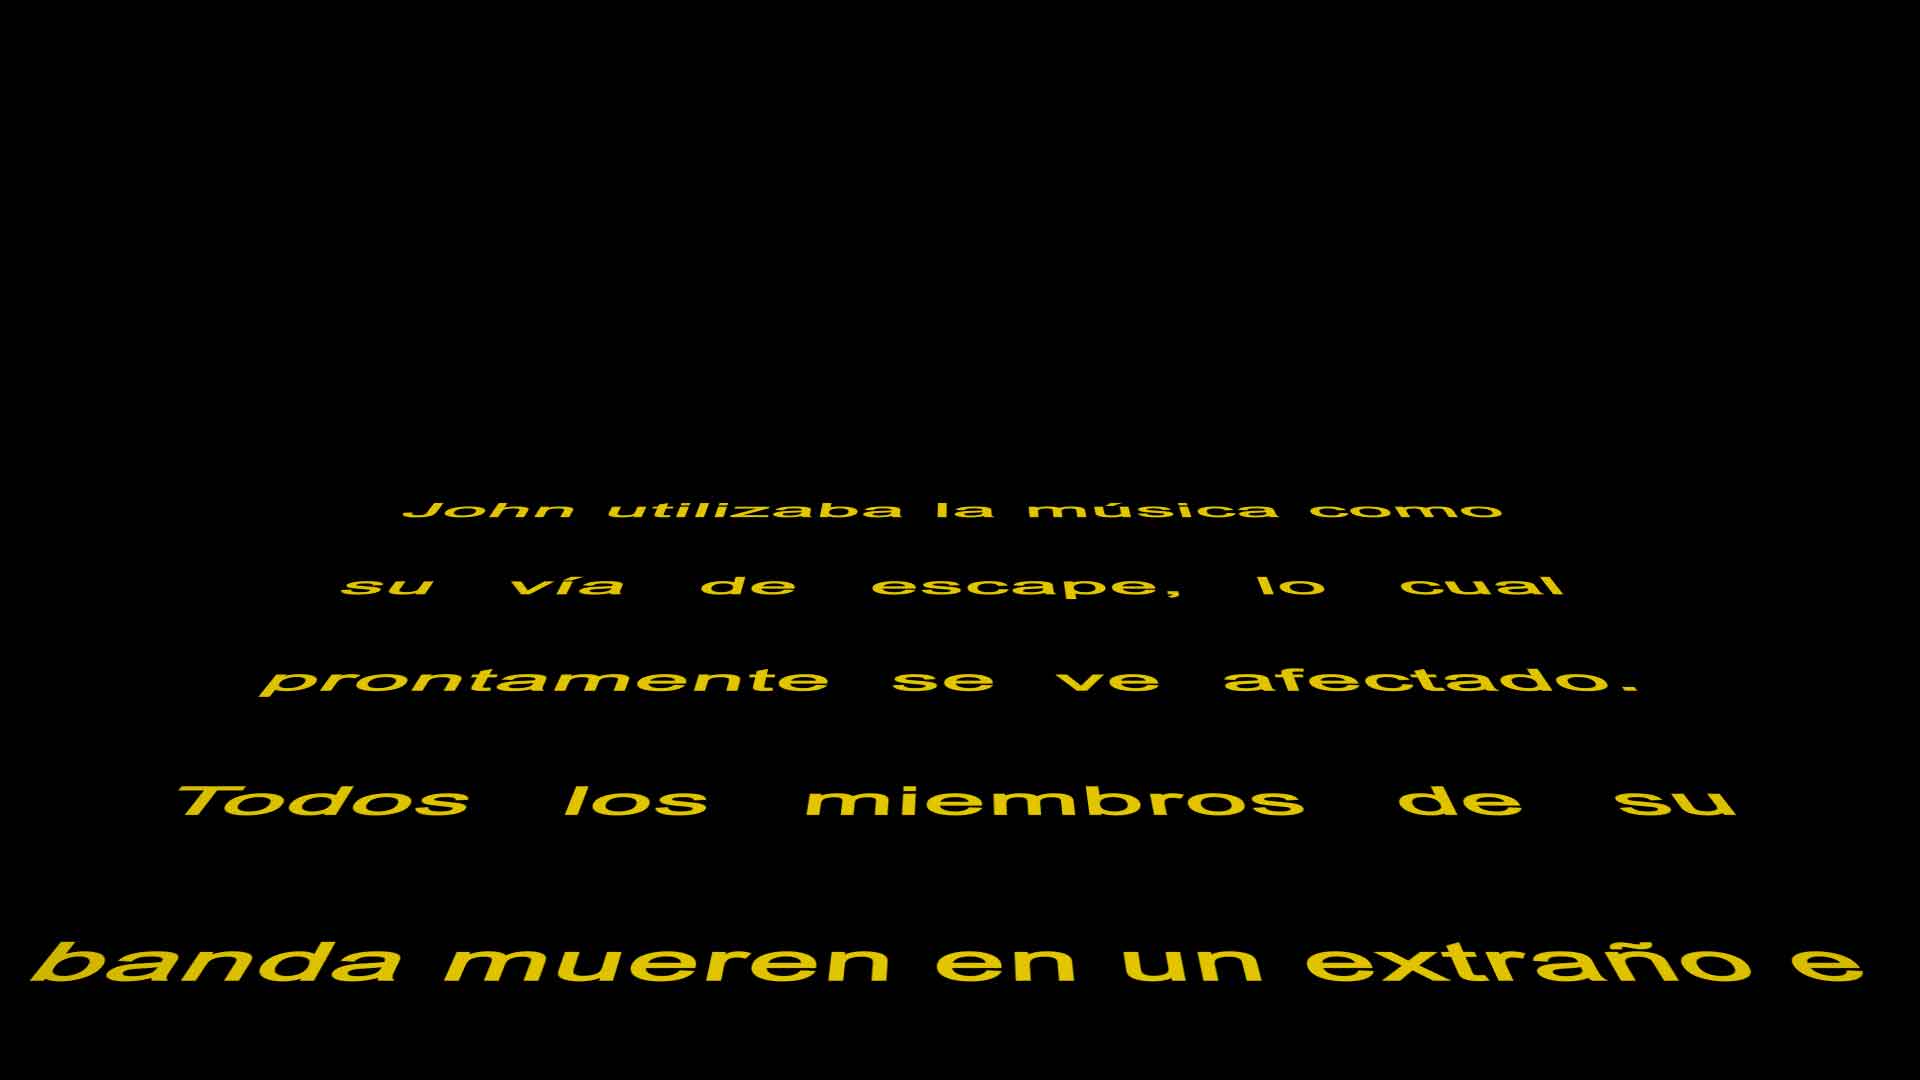 John utilizaba la música como
su vía de escape, lo cual
prontamente se ve afectado.
Todos los miembros de su
banda mueren en un extraño e